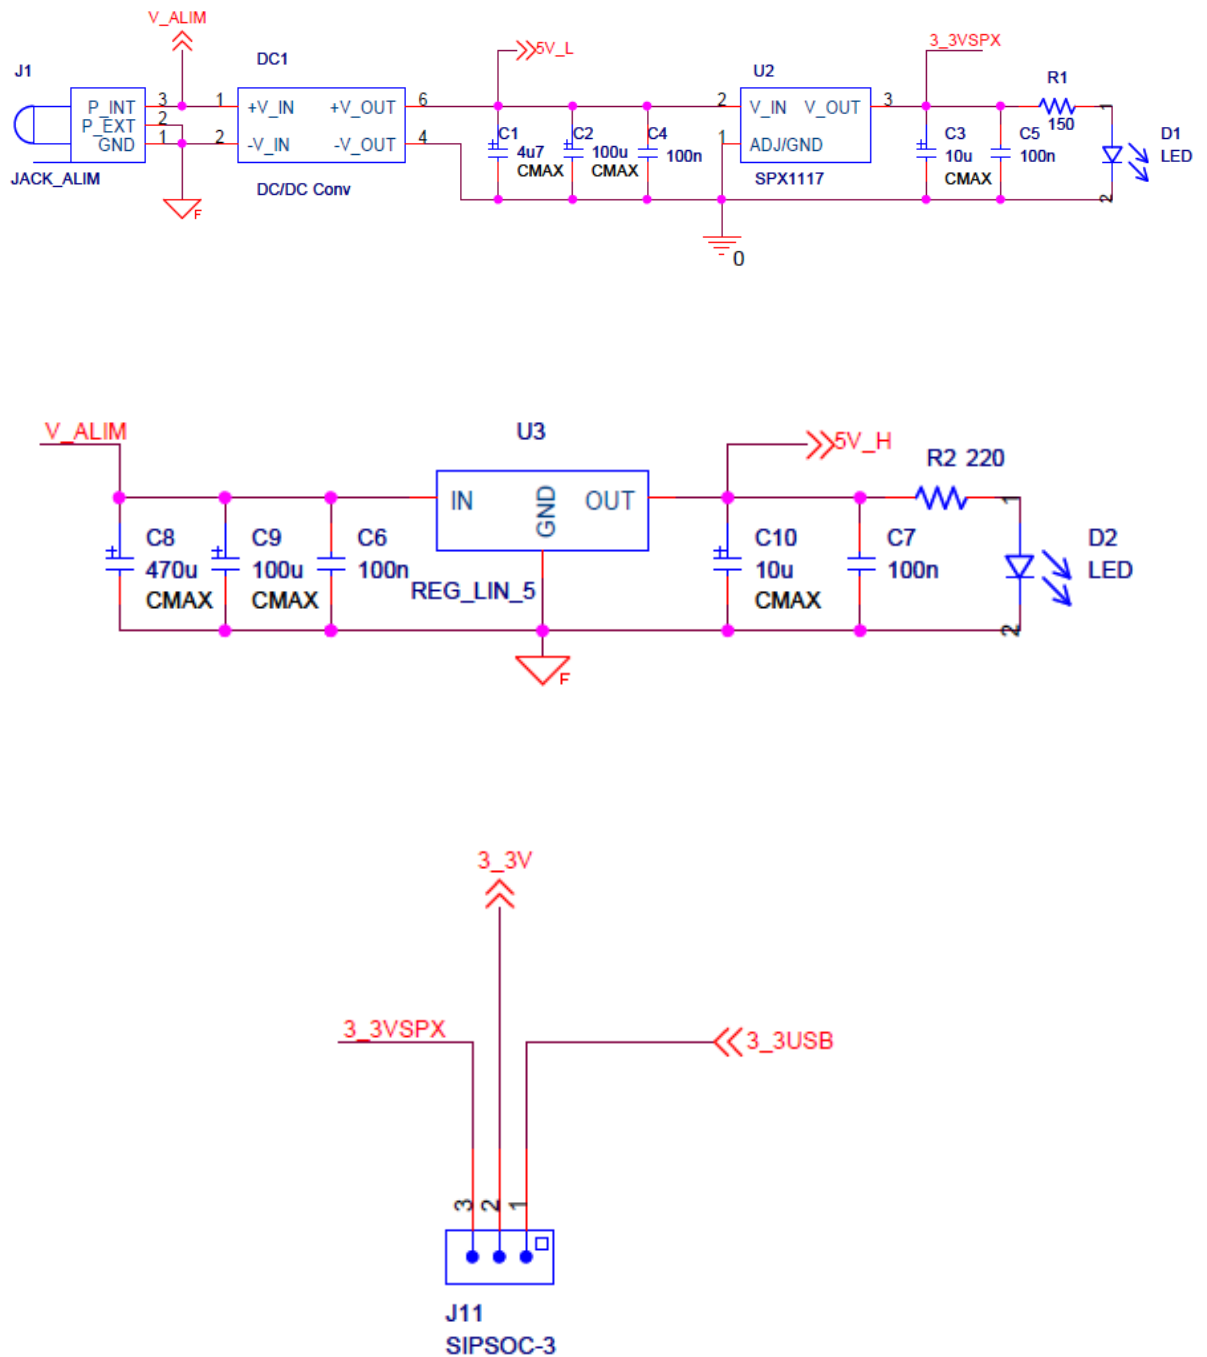 V_ALIM
J1
P_INT 3
P_EXT 2
GND 1
JACK_ALIM
F
DC1
1 +V_IN +V_OUT 6
2 -V_IN -V_OUT 4
DC/DC Conv
5V_L
C1
4u7
CMAX
C2
100u
CMAX
C4
100n
U2
2 V_IN V_OUT 3
1 ADJ/GND
SPX1117
0
3_3VSPX
C3
10u
CMAX
C5
100n
R1
150
1
D1
LED
2
V_ALIM
C8
470u
CMAX
C9
100u
CMAX
C6
100n
U3
IN GND OUT
REG_LIN_5
F
5V_H
C10
10u
CMAX
C7
100n
R2 220
1
D2
LED
2
3_3V
3_3VSPX
3_3USB
3 2 1
J11
SIPSOC-3